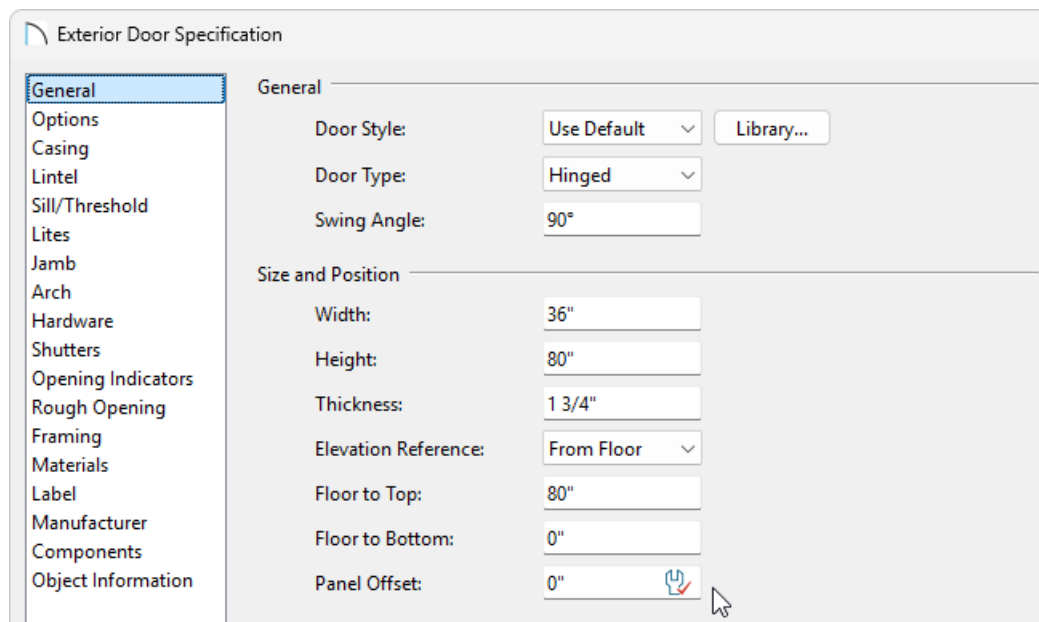 Exterior Door Specification
General
Options
Casing
Lintel
Sill/Threshold
Lites
Jamb
Arch
Hardware
Shutters
Opening Indicators
Rough Opening
Framing
Materials
Label
Manufacturer
Components
Object Information
General
Door Style: Use Default Library...
Door Type: Hinged
Swing Angle: 90°
Size and Position
Width: 36"
Height: 80"
Thickness: 1 3/4"
Elevation Reference: From Floor
Floor to Top: 80"
Floor to Bottom: 0"
Panel Offset: 0"